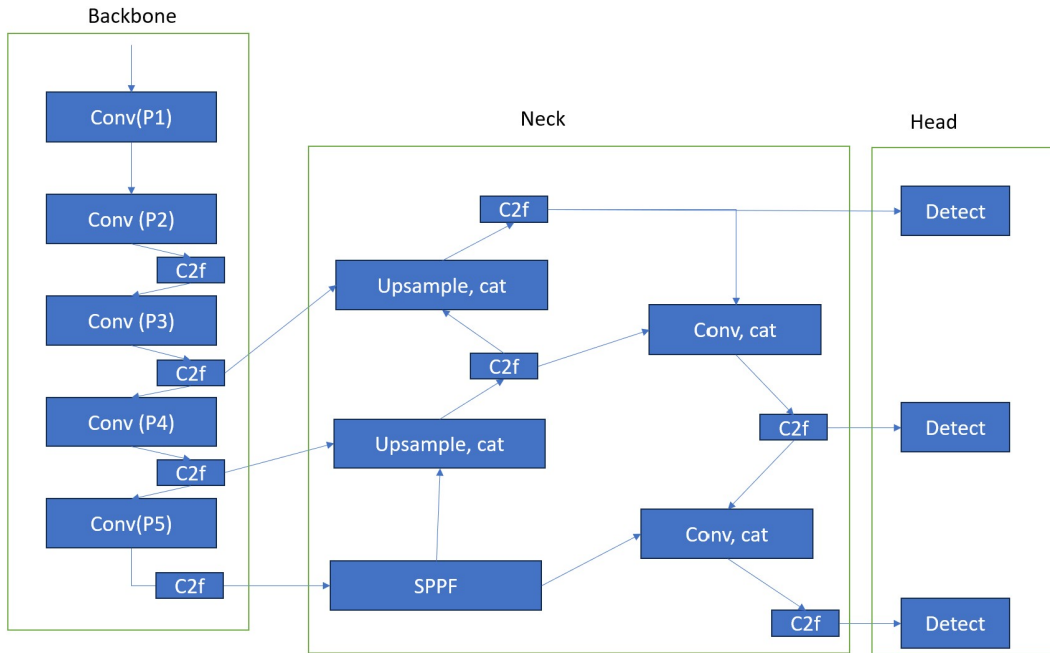 Backbone
Conv(P1)
Conv (P2)
C2f
Conv (P3)
C2f
Conv (P4)
C2f
Conv(P5)
C2f
Neck
C2f
Upsample, cat
Conv, cat
C2f
Upsample, cat
C2f
Conv, cat
SPPF
C2f
Head
Detect
Detect
Detect